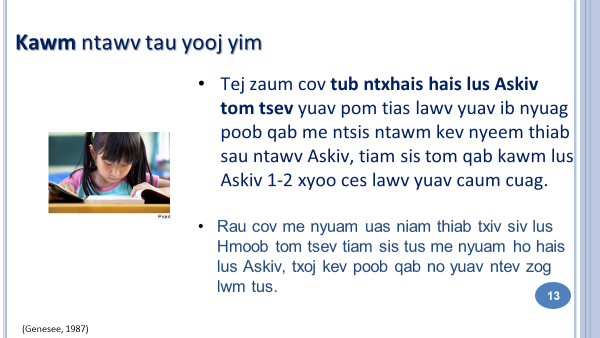 Kawm ntawv tau yooj yim
• Tej zaum cov tub ntxhais hais lus Askiv
tom tsev yuav pom tias lawv yuav ib nyuag
poob qab me ntsis ntawm kev nyeem thiab
sau ntawv Askiv, tiam sis tom qab kawm lus
Askiv 1-2 xyoo ces lawv yuav caum cuag.
• Rau cov me nyuam uas niam thiab txiv siv lus
Hmoob tom tsev tiam sis tus me nyuam ho hais
lus Askiv, txoj kev poob qab no yuav ntev zog
lwm tus.
13
(Genesee, 1987)